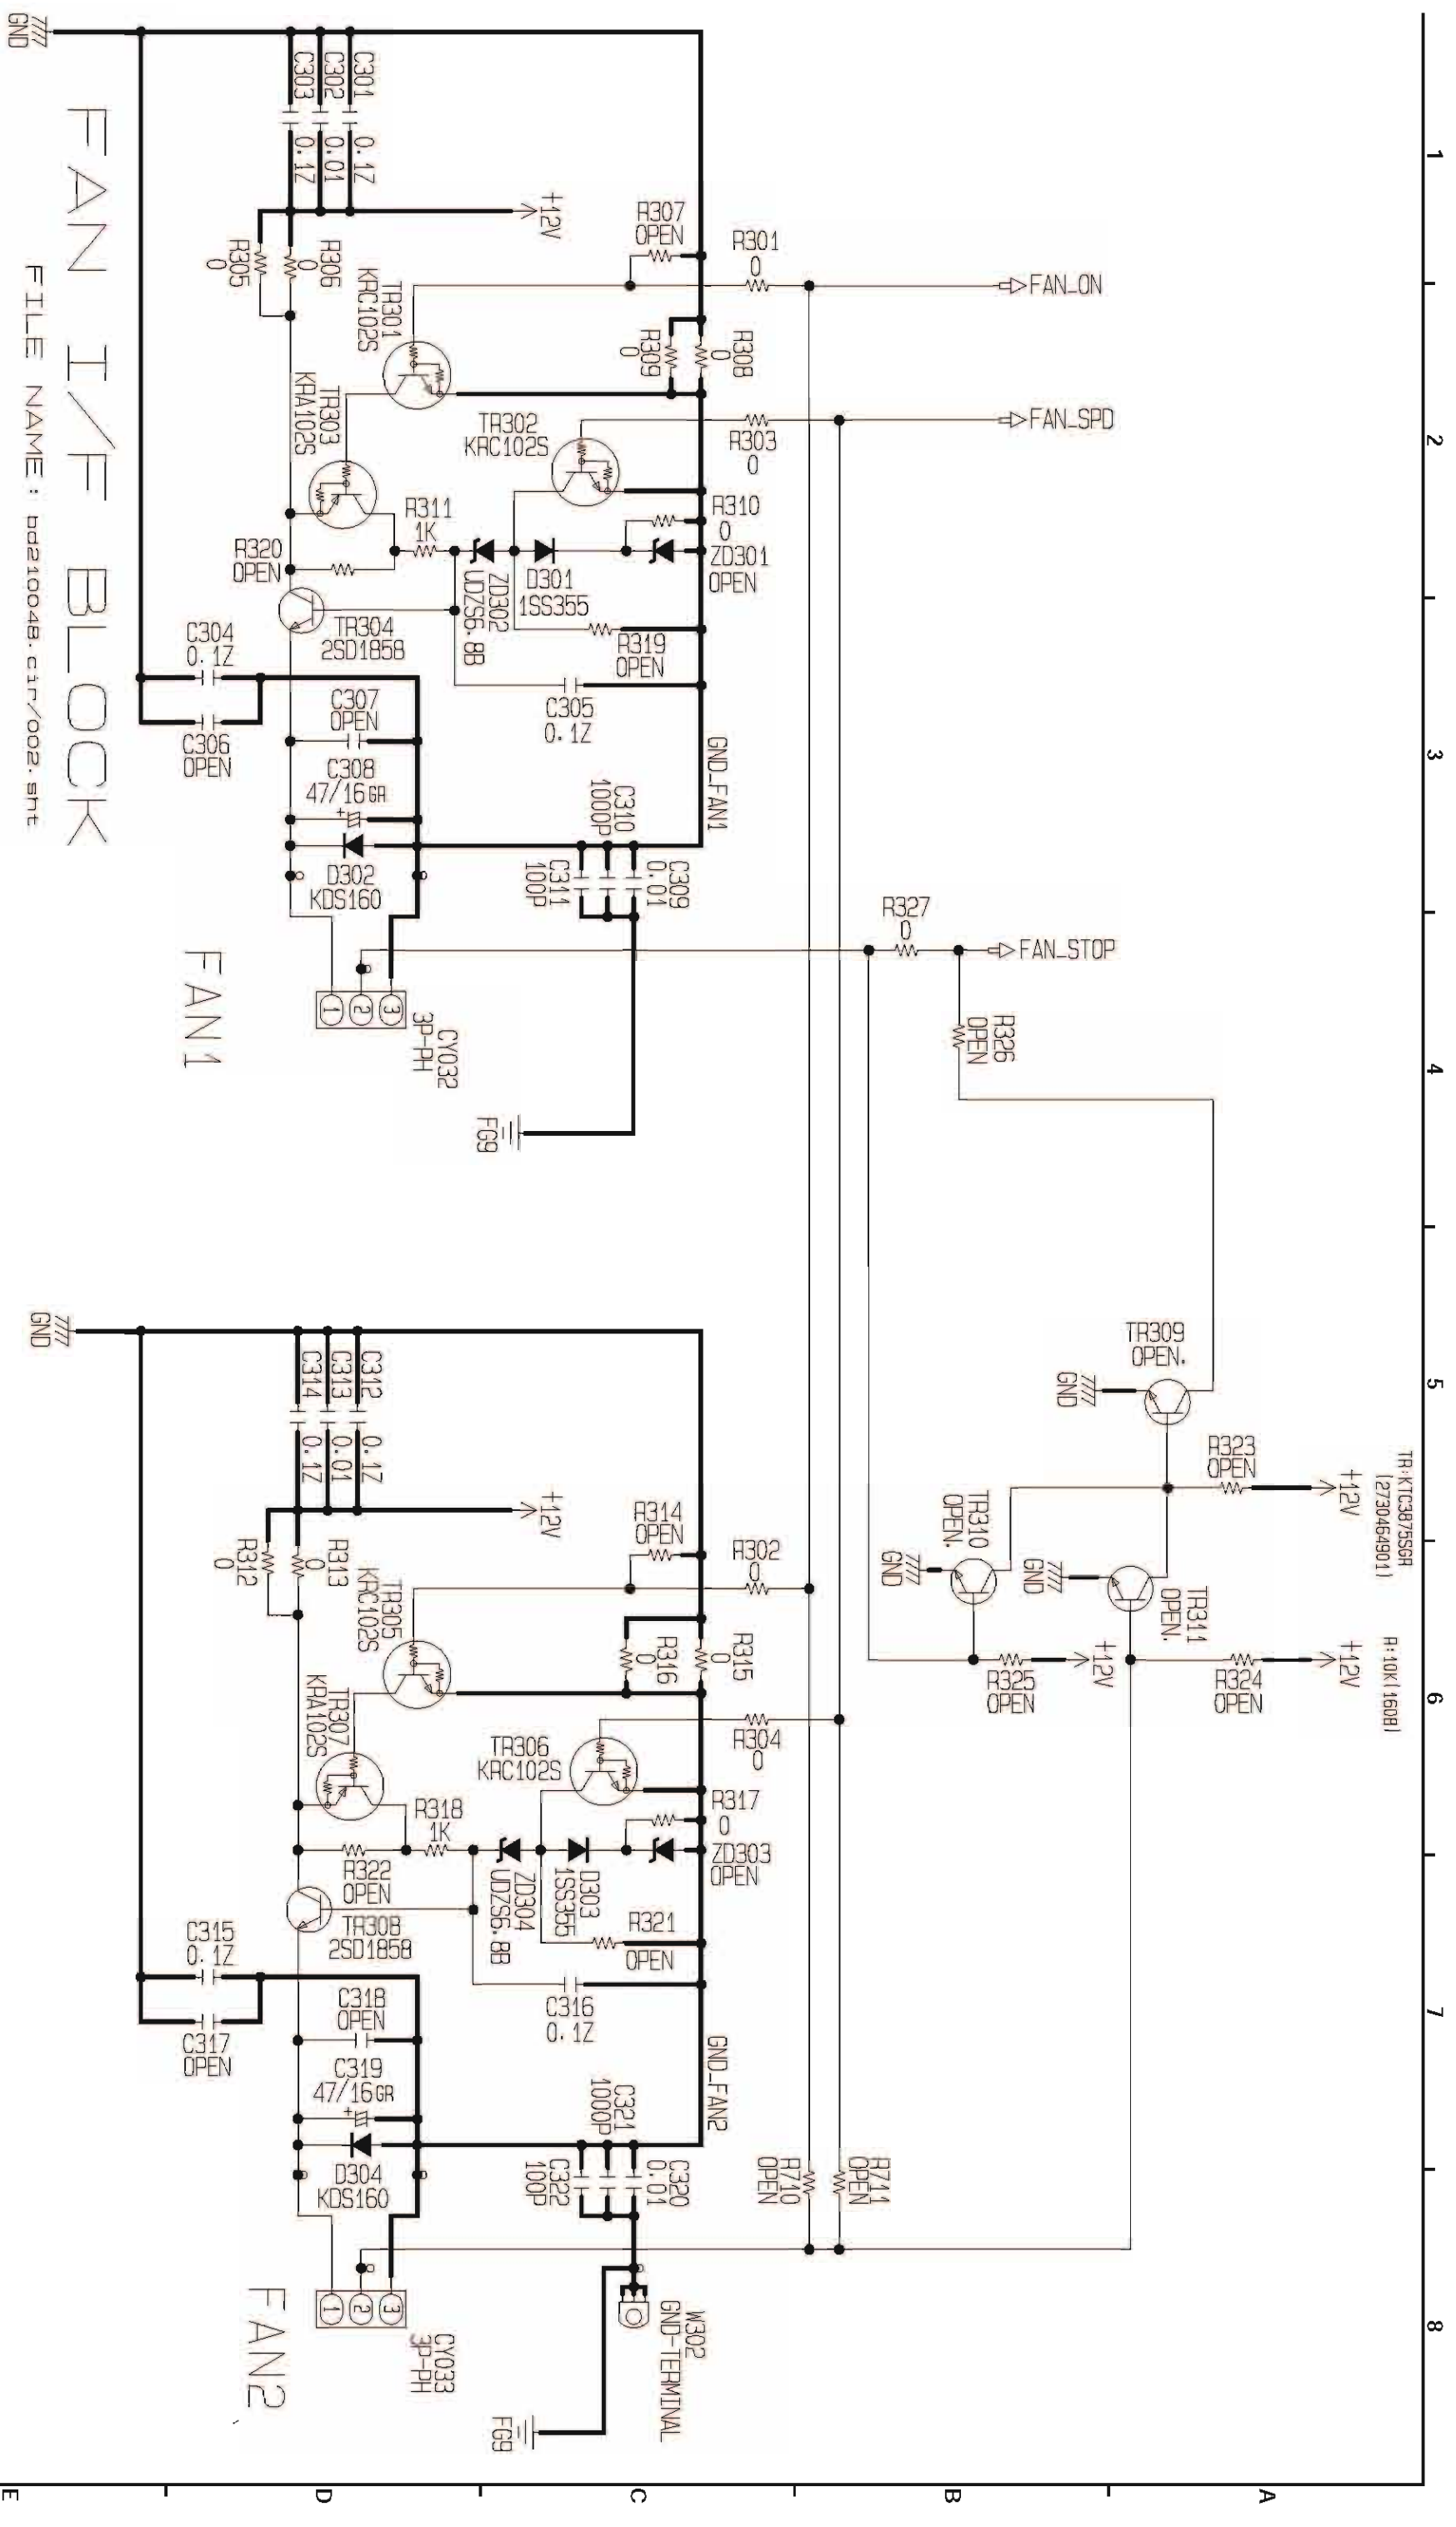 1
2
3
4
5
6
7
8
A
B
C
D
E
FAN I/F BLOCK
FILE NAME: bd210048.cir/002.sht
GND
C301
0.1Z
C302
0.01
C303
0.1Z
+12V
R305
0
R306
0
R307
OPEN
R301
0
FAN_ON
TR301
KRC102S
R308
0
R309
0
TR303
KRA102S
TR302
KRC102S
R303
0
FAN_SPD
R310
0
ZD301
OPEN
R311
1K
D301
1SS355
ZD302
UDZS6.8B
R320
OPEN
TR304
2SD1858
R319
OPEN
C305
0.1Z
C304
0.1Z
C306
OPEN
C307
OPEN
C308
47/16GR
+
D302
KDS160
GND_FAN1
C309
0.01
C310
1000P
C311
100P
R327
0
FAN_STOP
1
2
3
CY032
3P-PH
FAN1
FG9
R326
OPEN
TR309
OPEN.
GND
R323
OPEN
+12V
TR:KTC3875SGR
(2730464901)
TR310
OPEN.
GND
GND
TR311
OPEN.
R325
OPEN
+12V
R324
OPEN
+12V
R:10K(1608)
GND
C312
0.1Z
C313
0.01
C314
0.1Z
+12V
R312
0
R313
0
R314
OPEN
R302
0
TR305
KRC102S
R315
0
R316
0
TR307
KRA102S
TR306
KRC102S
R304
0
R317
0
ZD303
OPEN
R318
1K
D303
1SS355
ZD304
UDZS6.8B
R322
OPEN
TR308
2SD1858
R321
OPEN
C316
0.1Z
C315
0.1Z
C317
OPEN
C318
OPEN
C319
47/16GR
+
D304
KDS160
GND_FAN2
C320
0.01
C321
1000P
C322
100P
R710
OPEN
R711
OPEN
1
2
3
CY033
3P-PH
FAN2
W302
GND-TERMINAL
FG9